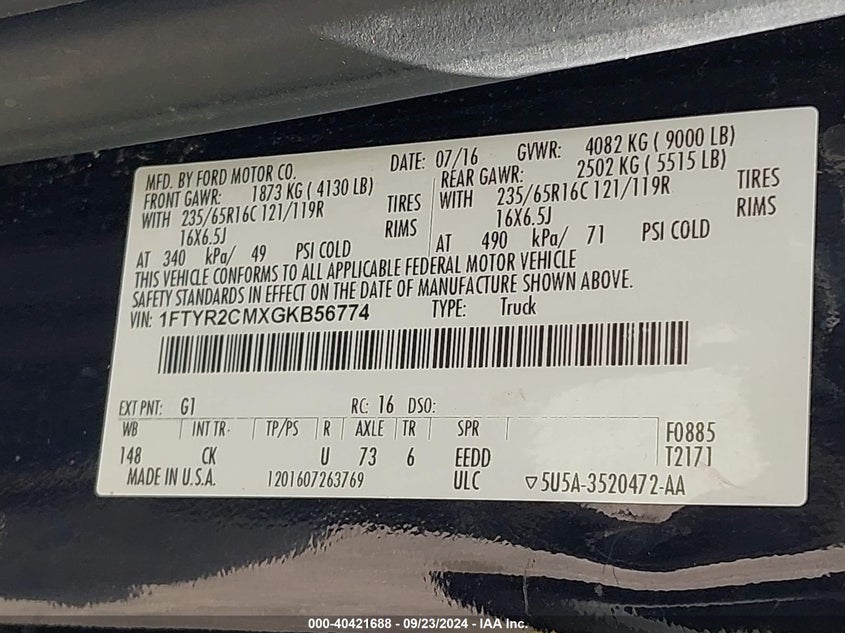 MFD. BY FORD MOTOR CO.
DATE: 07/16
GVWR: 4082 KG ( 9000 LB)
FRONT GAWR: 1873 KG ( 4130 LB)
WITH 235/65R16C 121/119R TIRES
16X6.5J RIMS
AT 340 kPa/ 49 PSI COLD
REAR GAWR: 2502 KG ( 5515 LB)
WITH 235/65R16C 121/119R TIRES
16X6.5J RIMS
AT 490 kPa/ 71 PSI COLD
THIS VEHICLE CONFORMS TO ALL APPLICABLE FEDERAL MOTOR VEHICLE
SAFETY STANDARDS IN EFFECT ON THE DATE OF MANUFACTURE SHOWN ABOVE.
VIN: 1FTYR2CMXGKB56774 TYPE: Truck
EXT PNT: G1 RC: 16 DSO:
WB INT TR TP/PS R AXLE TR SPR F0885
148 CK U 73 6 EEDD T2171
MADE IN U.S.A. 1201607263769 ULC ▽5U5A-3520472-AA
000-40421688 - 09/23/2024 - IAA Inc.